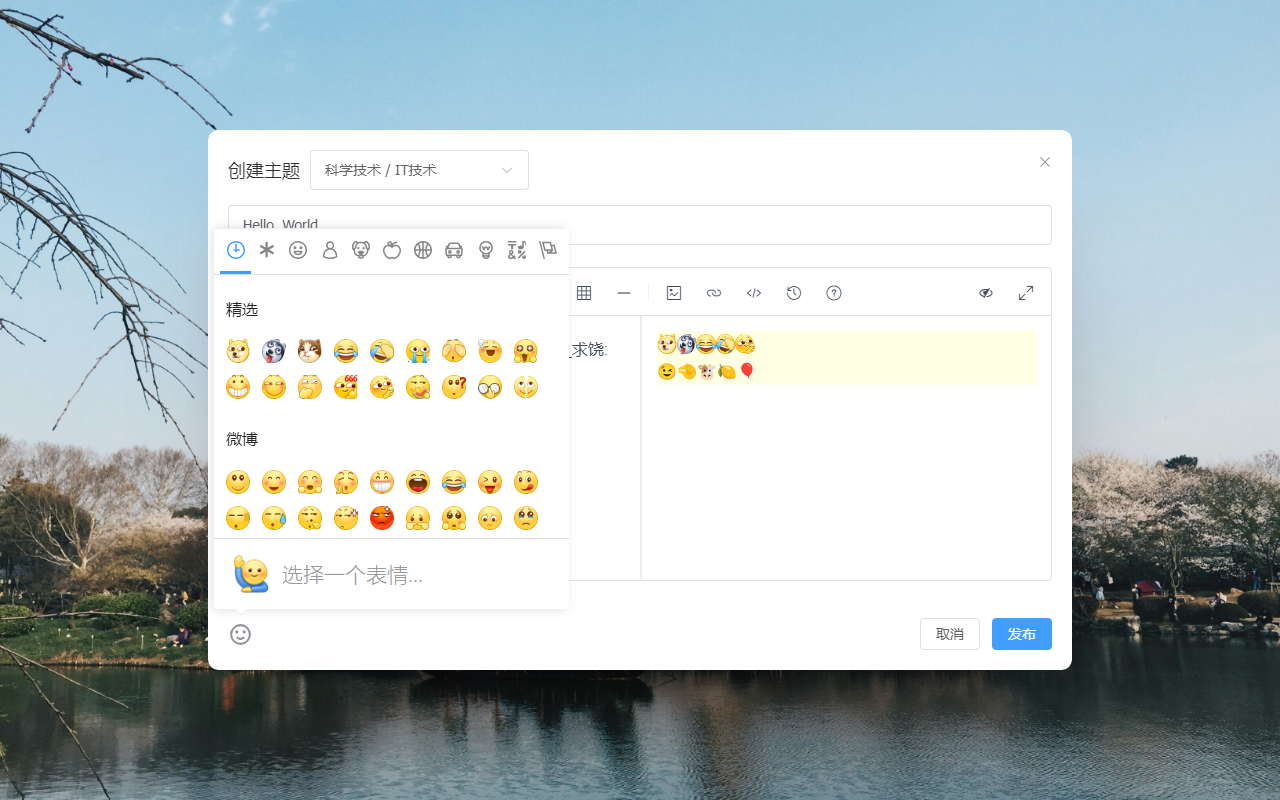 创建主题
科学技术 / IT技术
Hello, World
精选
_求饶:
微博
选择一个表情...
取消
发布